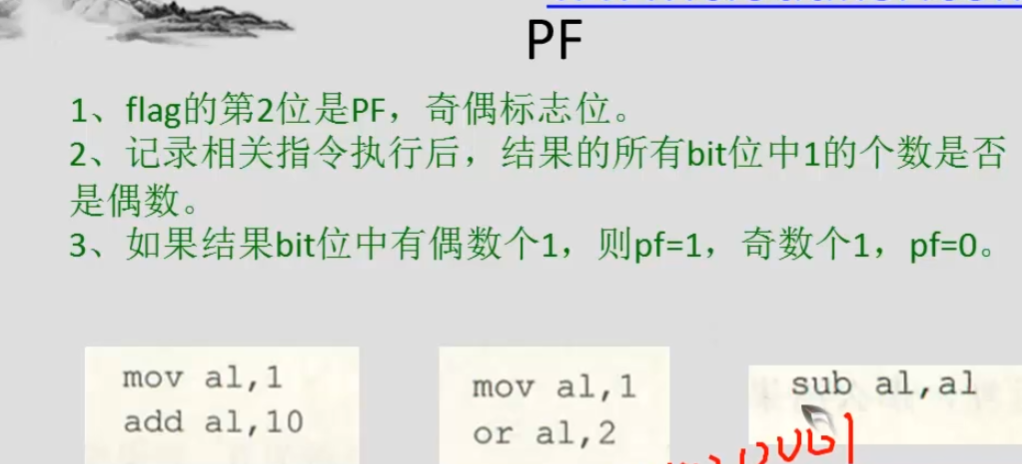 PF
1、flag的第2位是PF，奇偶标志位。
2、记录相关指令执行后，结果的所有bit位中1的个数是否
是偶数。
3、如果结果bit位中有偶数个1，则pf=1，奇数个1，pf=0。
mov al,1
add al,10
mov al,1
or al,2
sub al,al